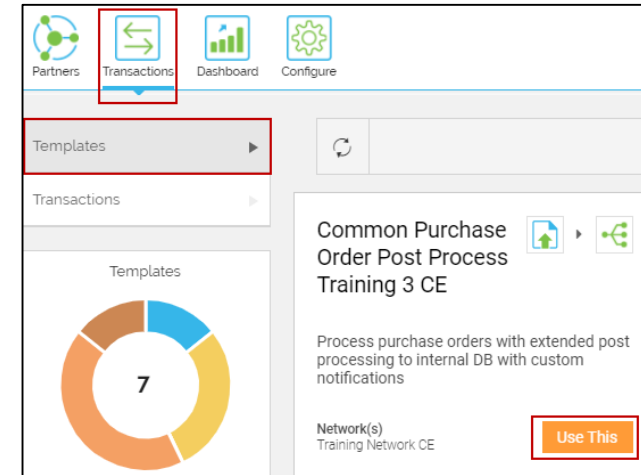 Partners
Transactions
Dashboard
Configure
Templates
Transactions
Templates
7
Common Purchase
Order Post Process
Training 3 CE
Process purchase orders with extended post
processing to internal DB with custom
notifications
Network(s)
Training Network CE
Use This